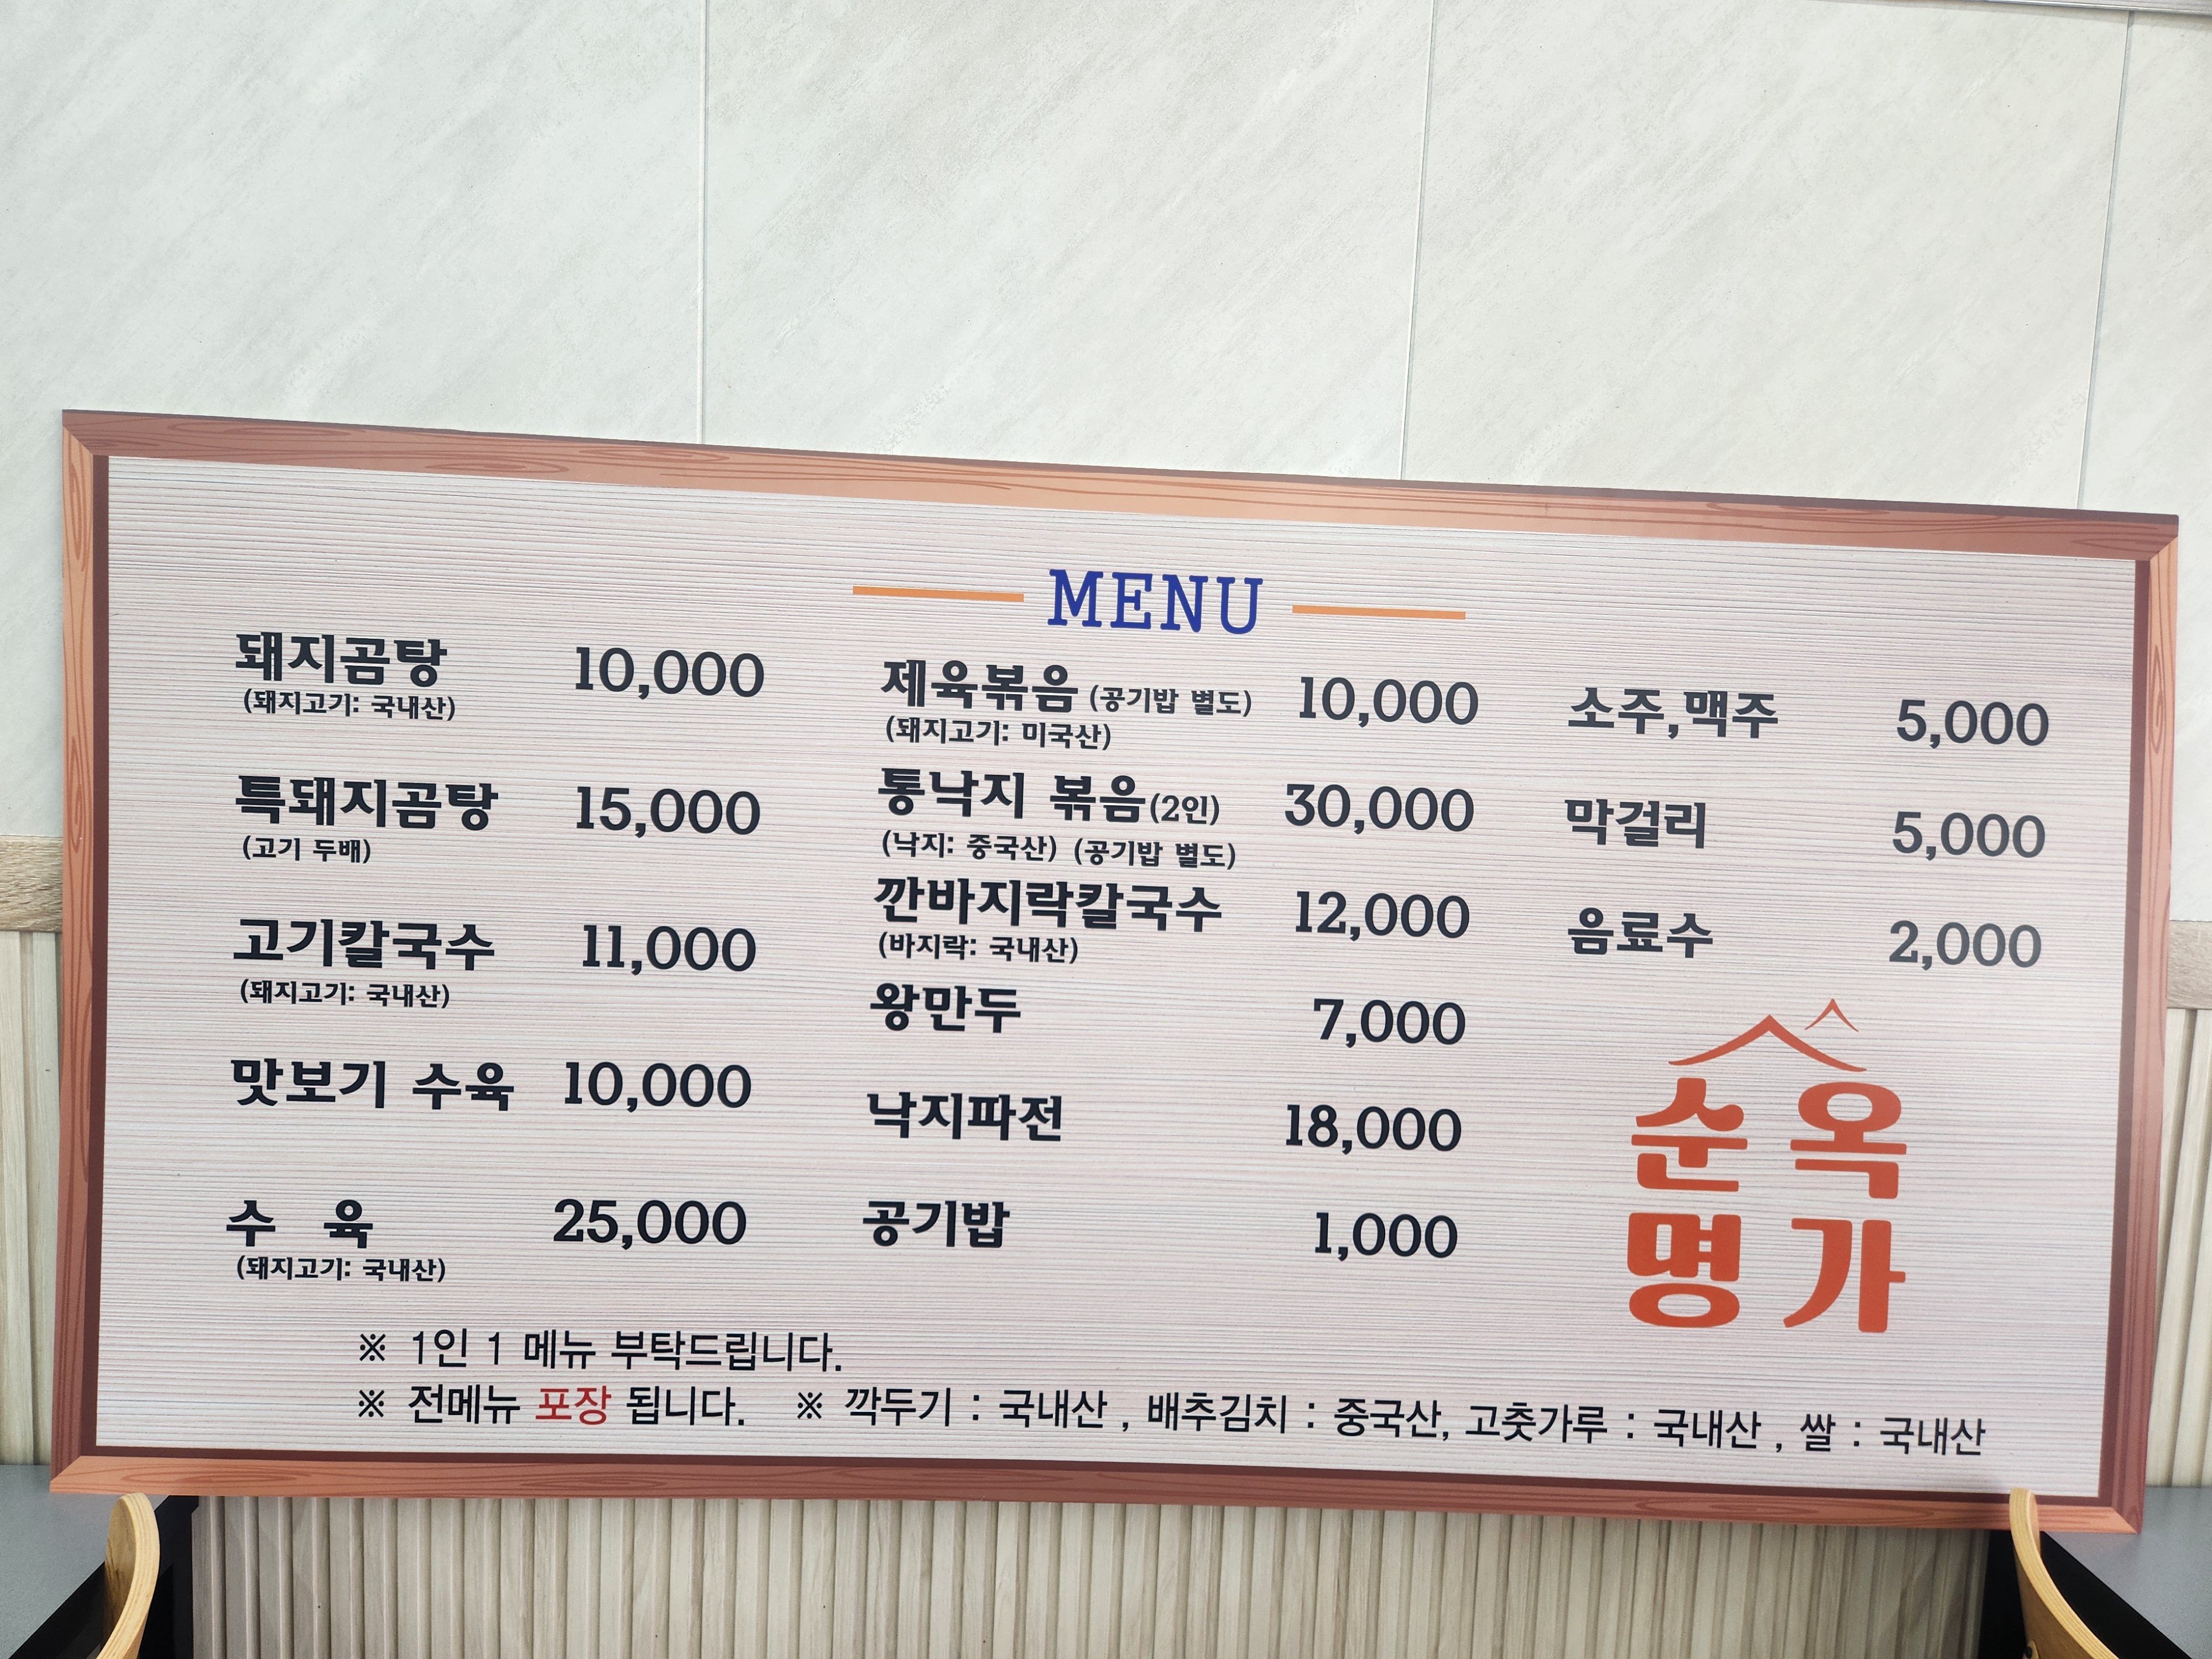 MENU
돼지곰탕 10,000
(돼지고기: 국내산)
특돼지곰탕 15,000
(고기 두배)
고기칼국수 11,000
(돼지고기: 국내산)
맛보기 수육 10,000
수 육 25,000
(돼지고기: 국내산)
제육볶음 (공기밥 별도) 10,000
(돼지고기: 미국산)
통낙지 볶음(2인) 30,000
(낙지: 중국산) (공기밥 별도)
깐바지락칼국수 12,000
(바지락: 국내산)
왕만두 7,000
낙지파전 18,000
공기밥 1,000
소주,맥주 5,000
막걸리 5,000
음료수 2,000
순옥
명가
※ 1인 1 메뉴 부탁드립니다.
※ 전메뉴 포장 됩니다. ※ 깍두기 : 국내산 , 배추김치 : 중국산, 고춧가루 : 국내산 , 쌀 : 국내산